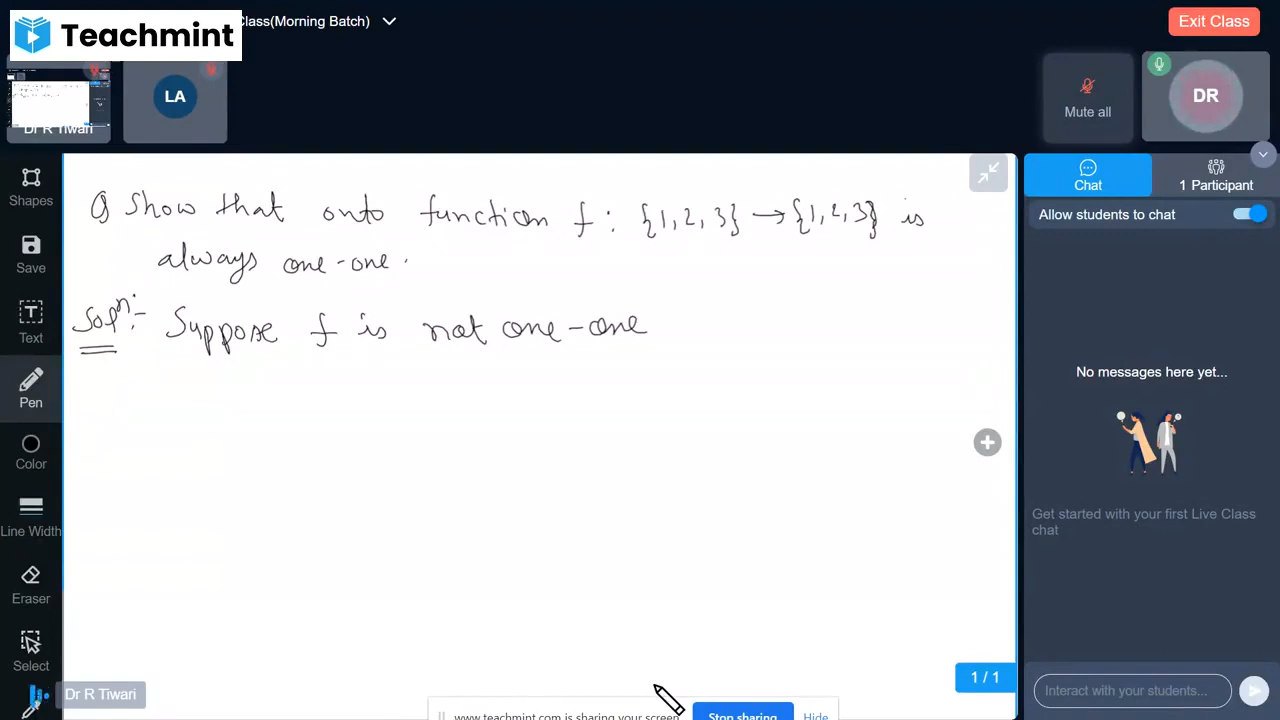 Teachmint
Class(Morning Batch)
Exit Class
LA
Dr R Tiwari
Mute all
DR
Shapes
Save
Text
Pen
Color
Line Width
Eraser
Select
Q Show that onto function f : {1, 2, 3} → {1, 2, 3} is
always one-one .
Solⁿ:- Suppose f is not one-one
1 / 1
Dr R Tiwari
www.teachmint.com is sharing your screen.
Stop sharing
Hide
Chat
1 Participant
Allow students to chat
No messages here yet...
Get started with your first Live Class
chat
Interact with your students...